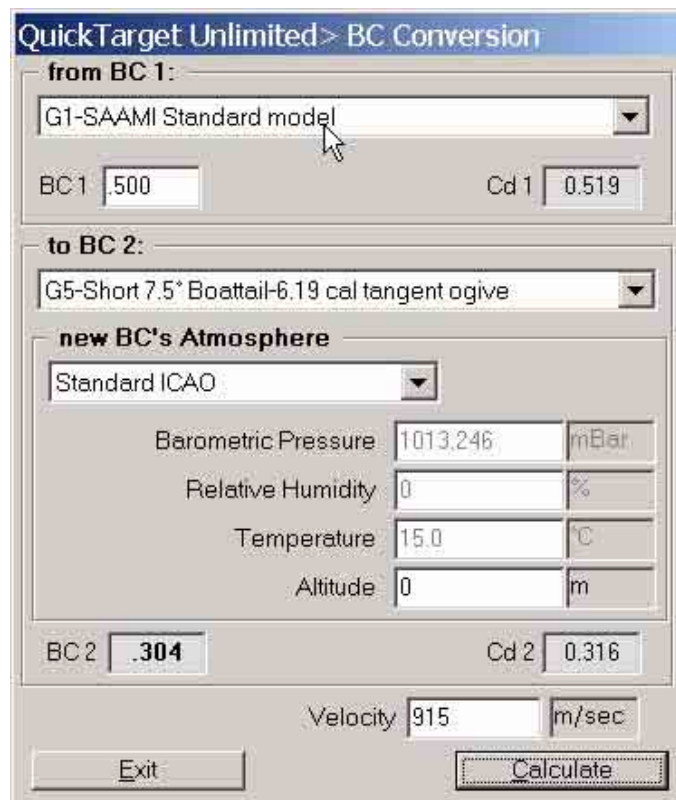 QuickTarget Unlimited> BC Conversion
from BC 1:
G1-SAAMI Standard model
BC 1 .500 Cd 1 0.519
to BC 2:
G5-Short 7.5° Boattail-6.19 cal tangent ogive
new BC's Atmosphere
Standard ICAO
Barometric Pressure 1013,246 mBar
Relative Humidity 0 %
Temperature 15.0 °C
Altitude 0 m
BC 2 .304 Cd 2 0.316
Velocity 915 m/sec
Exit Calculate